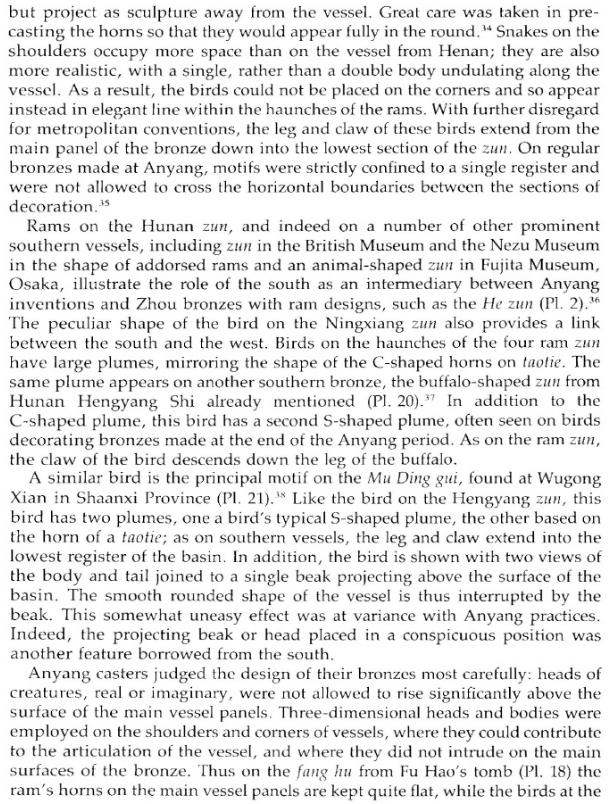 but project as sculpture away from the vessel. Great care was taken in pre-
casting the horns so that they would appear fully in the round.³⁴ Snakes on the
shoulders occupy more space than on the vessel from Henan; they are also
more realistic, with a single, rather than a double body undulating along the
vessel. As a result, the birds could not be placed on the corners and so appear
instead in elegant line within the haunches of the rams. With further disregard
for metropolitan conventions, the leg and claw of these birds extend from the
main panel of the bronze down into the lowest section of the zun. On regular
bronzes made at Anyang, motifs were strictly confined to a single register and
were not allowed to cross the horizontal boundaries between the sections of
decoration.³⁵
Rams on the Hunan zun, and indeed on a number of other prominent
southern vessels, including zun in the British Museum and the Nezu Museum
in the shape of addorsed rams and an animal-shaped zun in Fujita Museum,
Osaka, illustrate the role of the south as an intermediary between Anyang
inventions and Zhou bronzes with ram designs, such as the He zun (Pl. 2).³⁶
The peculiar shape of the bird on the Ningxiang zun also provides a link
between the south and the west. Birds on the haunches of the four ram zun
have large plumes, mirroring the shape of the C-shaped horns on taotie. The
same plume appears on another southern bronze, the buffalo-shaped zun from
Hunan Hengyang Shi already mentioned (Pl. 20).³⁷ In addition to the
C-shaped plume, this bird has a second S-shaped plume, often seen on birds
decorating bronzes made at the end of the Anyang period. As on the ram zun,
the claw of the bird descends down the leg of the buffalo.
A similar bird is the principal motif on the Mu Ding gui, found at Wugong
Xian in Shaanxi Province (Pl. 21).³⁸ Like the bird on the Hengyang zun, this
bird has two plumes, one a bird's typical S-shaped plume, the other based on
the horn of a taotie; as on southern vessels, the leg and claw extend into the
lowest register of the basin. In addition, the bird is shown with two views of
the body and tail joined to a single beak projecting above the surface of the
basin. The smooth rounded shape of the vessel is thus interrupted by the
beak. This somewhat uneasy effect was at variance with Anyang practices.
Indeed, the projecting beak or head placed in a conspicuous position was
another feature borrowed from the south.
Anyang casters judged the design of their bronzes most carefully: heads of
creatures, real or imaginary, were not allowed to rise significantly above the
surface of the main vessel panels. Three-dimensional heads and bodies were
employed on the shoulders and corners of vessels, where they could contribute
to the articulation of the vessel, and where they did not intrude on the main
surfaces of the bronze. Thus on the fang hu from Fu Hao's tomb (Pl. 18) the
ram's horns on the main vessel panels are kept quite flat, while the birds at the